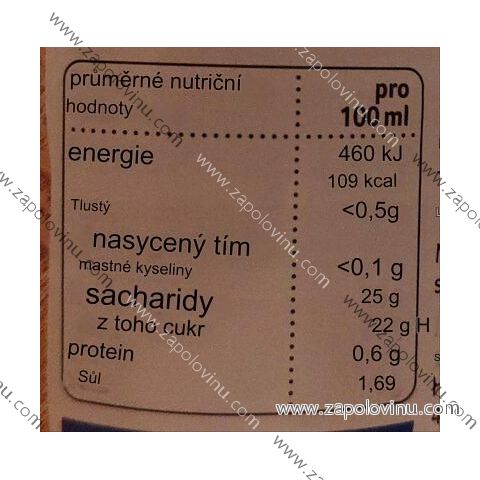 průměrné nutriční
hodnoty
pro
100 ml
energie
460 kJ
109 kcal
Tlustý
<0,5g
nasycený tím
mastné kyseliny
<0,1 g
sacharidy
25 g
z toho cukr
22 g H
protein
0,6 g
Sůl
1,69
www.zapolovinu.com